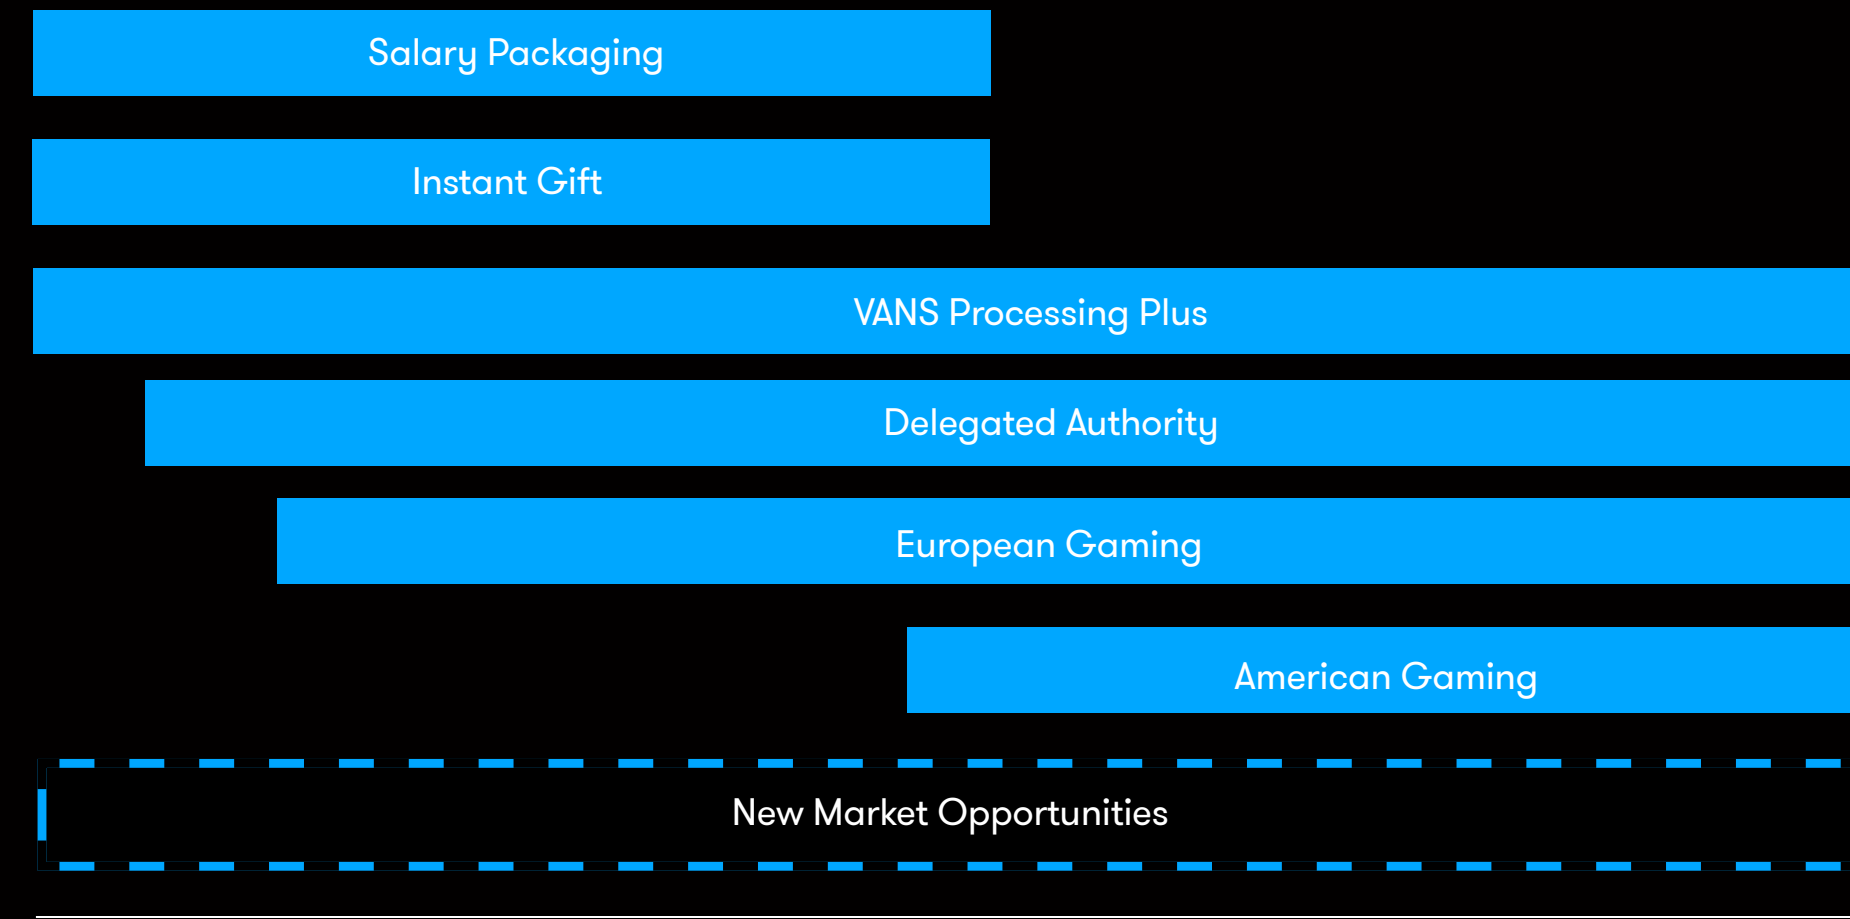 Salary Packaging
Instant Gift
VANS Processing Plus
Delegated Authority
European Gaming
American Gaming
New Market Opportunities